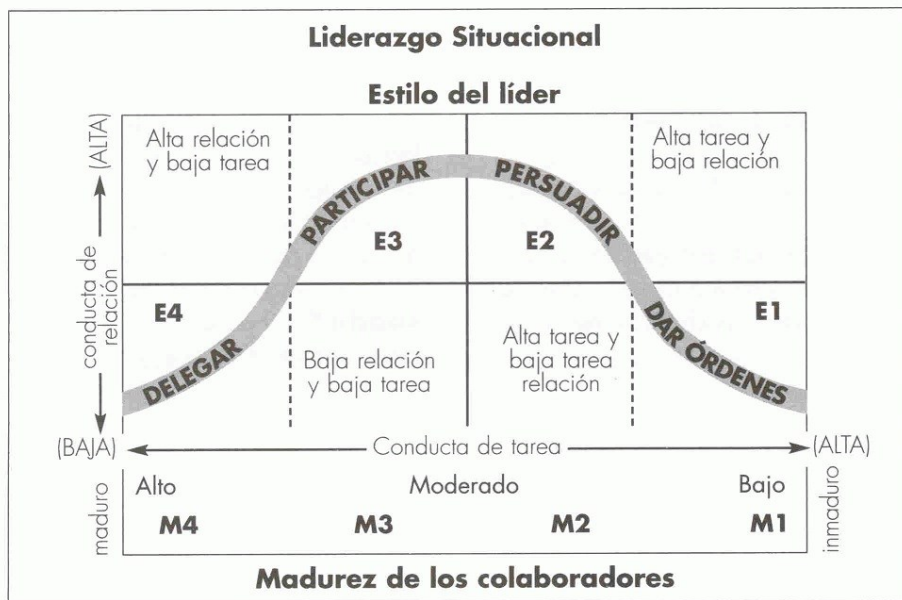 Liderazgo Situacional
Estilo del líder
(ALTA)
conducta de
relación
(BAJA)
Alta relación
y baja tarea
Alta tarea y
baja relación
PARTICIPAR
PERSUADIR
E3
E2
E4
E1
DELEGAR
DAR ÓRDENES
Baja relación
y baja tarea
Alta tarea y
baja tarea
relación
Conducta de tarea
(ALTA)
maduro
Alto
Moderado
Bajo
inmaduro
M4
M3
M2
M1
Madurez de los colaboradores